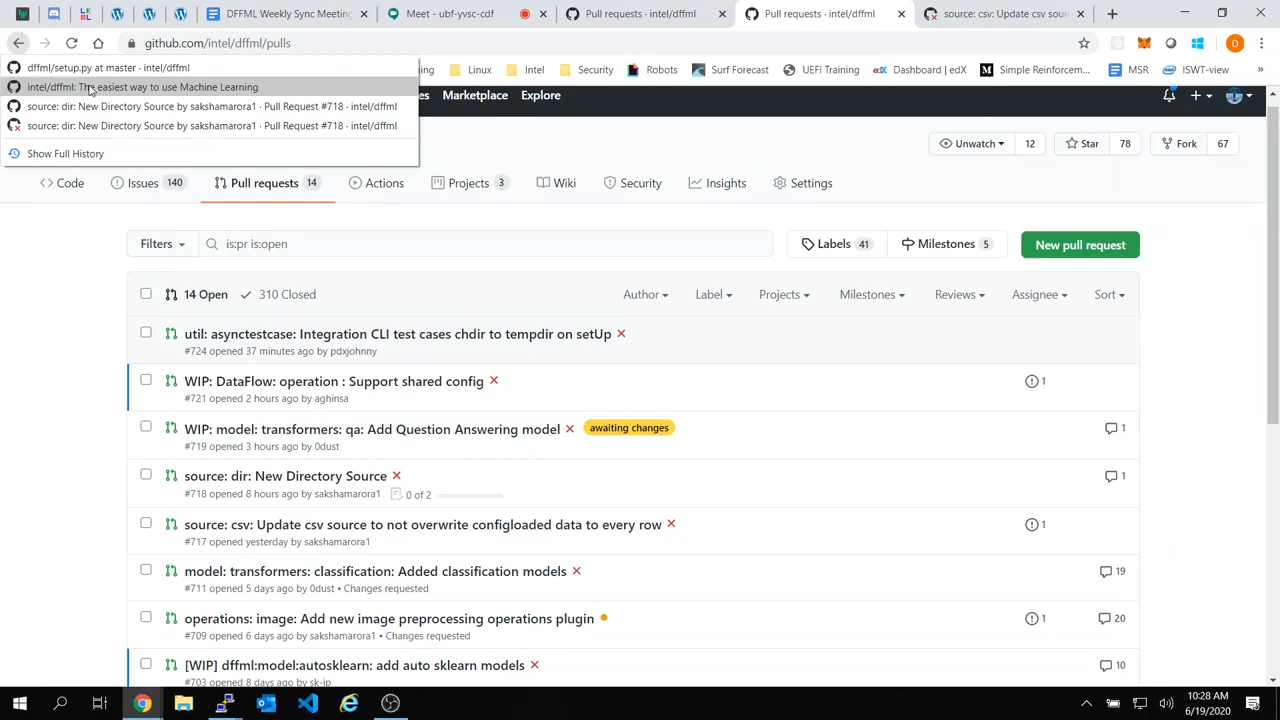 DFFML Weekly Sync Meeting
Meet - ubf-yvsc-cdf
Pull requests · intel/dffml
Pull requests · intel/dffml
source: csv: Update csv sour
github.com/intel/dffml/pulls
D
dffml/setup.py at master · intel/dffml
intel/dffml: The easiest way to use Machine Learning
source: dir: New Directory Source by sakshamarora1 · Pull Request #718 · intel/dffml
source: dir: New Directory Source by sakshamarora1 · Pull Request #718 · intel/dffml
Show Full History
Linux
Intel
Security
Robots
Surf Forecast
UEFI Training
Dashboard | edX
Simple Reinforcem...
MSR
ISWT-view
Marketplace
Explore
Unwatch
12
Star
78
Fork
67
Code
Issues 140
Pull requests 14
Actions
Projects 3
Wiki
Security
Insights
Settings
Filters
is:pr is:open
Labels 41
Milestones 5
New pull request
14 Open
310 Closed
Author
Label
Projects
Milestones
Reviews
Assignee
Sort
util: asynctestcase: Integration CLI test cases chdir to tempdir on setUp
#724 opened 37 minutes ago by pdxjohnny
WIP: DataFlow: operation : Support shared config
1
#721 opened 2 hours ago by aghinsa
WIP: model: transformers: qa: Add Question Answering model
awaiting changes
1
#719 opened 3 hours ago by 0dust
source: dir: New Directory Source
1
#718 opened 8 hours ago by sakshamarora1
0 of 2
source: csv: Update csv source to not overwrite configloaded data to every row
1
#717 opened yesterday by sakshamarora1
model: transformers: classification: Added classification models
19
#711 opened 5 days ago by 0dust • Changes requested
operations: image: Add new image preprocessing operations plugin
1
20
#709 opened 6 days ago by sakshamarora1 • Changes requested
[WIP] dffml:model:autosklearn: add auto sklearn models
10
#703 opened 8 days ago by sk-ip
10:28 AM
6/19/2020